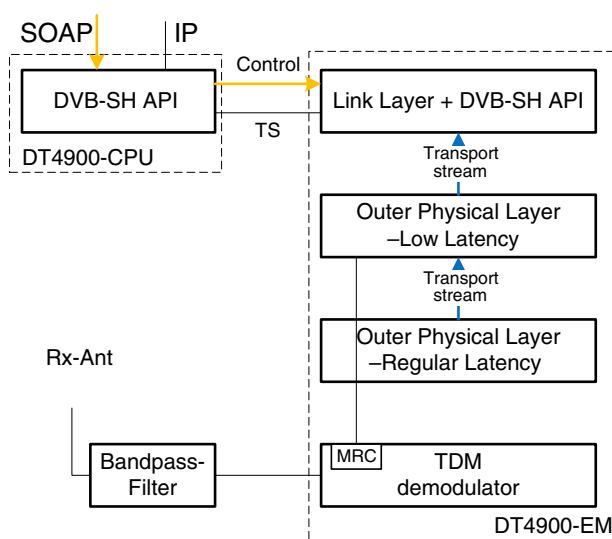 SOAP
IP
Control
DVB-SH API
Link Layer + DVB-SH API
TS
DT4900-CPU
Transport
stream
Outer Physical Layer
–Low Latency
Transport
stream
Outer Physical Layer
–Regular Latency
Rx-Ant
Bandpass-
Filter
MRC
TDM
demodulator
DT4900-EM